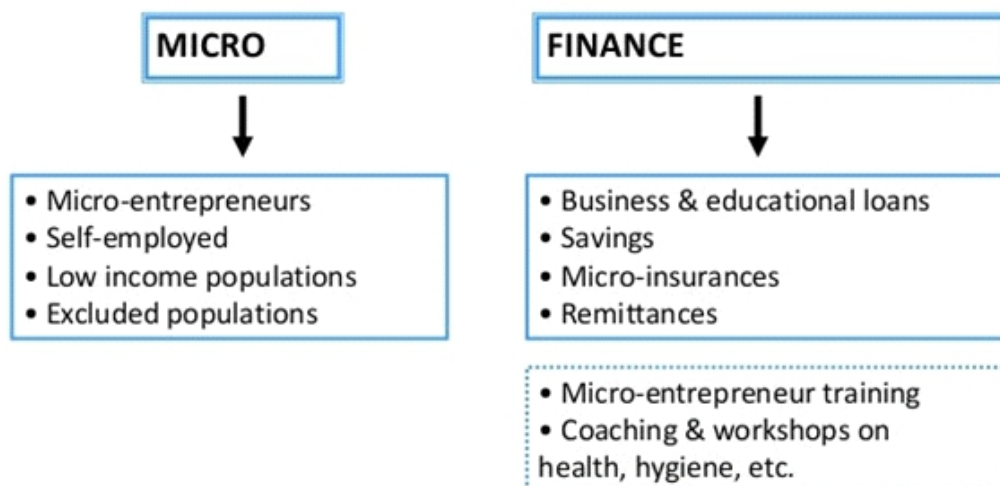 MICRO
FINANCE
• Micro-entrepreneurs
• Self-employed
• Low income populations
• Excluded populations
• Business & educational loans
• Savings
• Micro-insurances
• Remittances
• Micro-entrepreneur training
• Coaching & workshops on
health, hygiene, etc.